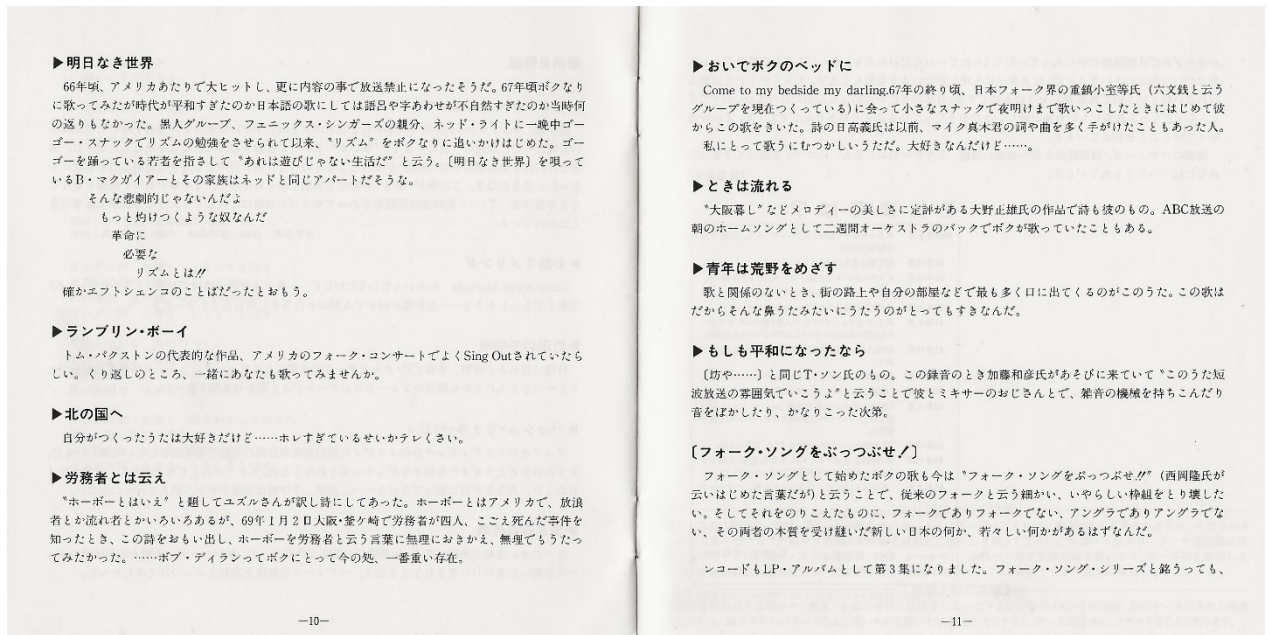 ▶明日なき世界
66年頃、アメリカあたりで大ヒットし、更に内容の事で放送禁止になったそうだ。67年頃ボクなり
に歌ってみたが時代が平和すぎたのか日本語の歌にしては語呂や字あわせが不自然すぎたのか当時何
の返りもなかった。黒人グループ、フェニックス・シンガーズの親分、ネッド・ライトに一晩中ゴー
ゴー・スナックでリズムの勉強をさせられて以来、〝リズム〟をボクなりに追いかけはじめた。ゴー
ゴーを踊っている若者を指さして〝あれは遊びじゃない生活だ〟と云う。〔明日なき世界〕を唄って
いるB・マクガイアーとその家族はネッドと同じアパートだそうな。
そんな悲劇的じゃないんだよ
もっと灼けつくような奴なんだ
革命に
必要な
リズムとは!!
確かエフトシェンコのことばだったとおもう。
▶ランブリン・ボーイ
トム・パクストンの代表的な作品、アメリカのフォーク・コンサートでよくSing Outされていたら
しい。くり返しのところ、一緒にあなたも歌ってみませんか。
▶北の国へ
自分がつくったうたは大好きだけど……ホレすぎているせいかテレくさい。
▶労務者とは云え
〝ホーボーとはいえ〟と題してユズルさんが訳し詩にしてあった。ホーボーとはアメリカで、放浪
者とか流れ者とかいろいろあるが、69年1月2日大阪・釜ケ崎で労務者が四人、こごえ死んだ事件を
知ったとき、この詩をおもい出し、ホーボーを労務者と云う言葉に無理におきかえ、無理でもうたっ
てみたかった。……ボブ・ディランってボクにとって今の処、一番重い存在。
―10―
▶おいでボクのベッドに
Come to my bedside my darling.67年の終り頃、日本フォーク界の重鎮小室等氏（六文銭と云う
グループを現在つくっている)に会って小さなスナックで夜明けまで歌いっこしたときにはじめて彼
からこの歌をきいた。詩の日高義氏は以前、マイク真木君の詞や曲を多く手がけたこともあった人。
私にとって歌うにむつかしいうただ。大好きなんだけど……。
▶ときは流れる
〝大阪暮し〟などメロディーの美しさに定評がある大野正雄氏の作品で詩も彼のもの。ABC放送の
朝のホームソングとして二週間オーケストラのバックでボクが歌っていたこともある。
▶青年は荒野をめざす
歌と関係のないとき、街の路上や自分の部屋などで最も多く口に出てくるのがこのうた。この歌は
だからそんな鼻うたみたいにうたうのがとってもすきなんだ。
▶もしも平和になったなら
〔坊や……〕と同じT・ソン氏のもの。この録音のとき加藤和彦氏があそびに来ていて〝このうた短
波放送の雰囲気でいこうよ〟と云うことで彼とミキサーのおじさんとで、雑音の機械を持ちこんだり
音をぼかしたり、かなりこった次第。
〔フォーク・ソングをぶっつぶせ!〕
フォーク・ソングとして始めたボクの歌も今は〝フォーク・ソングをぶっつぶせ!!〟（西岡隆氏が
云いはじめた言葉だが)と云うことで、従来のフォークと云う細かい、いやらしい枠組をとり壊した
い。そしてそれをのりこえたものに、フォークでありフォークでない、アングラでありアングラでな
い、その両者の本質を受け継いだ新しい日本の何か、若々しい何かがあるはずなんだ。
レコードもLP・アルバムとして第3集になりました。フォーク・ソング・シリーズと銘うっても、
―11―